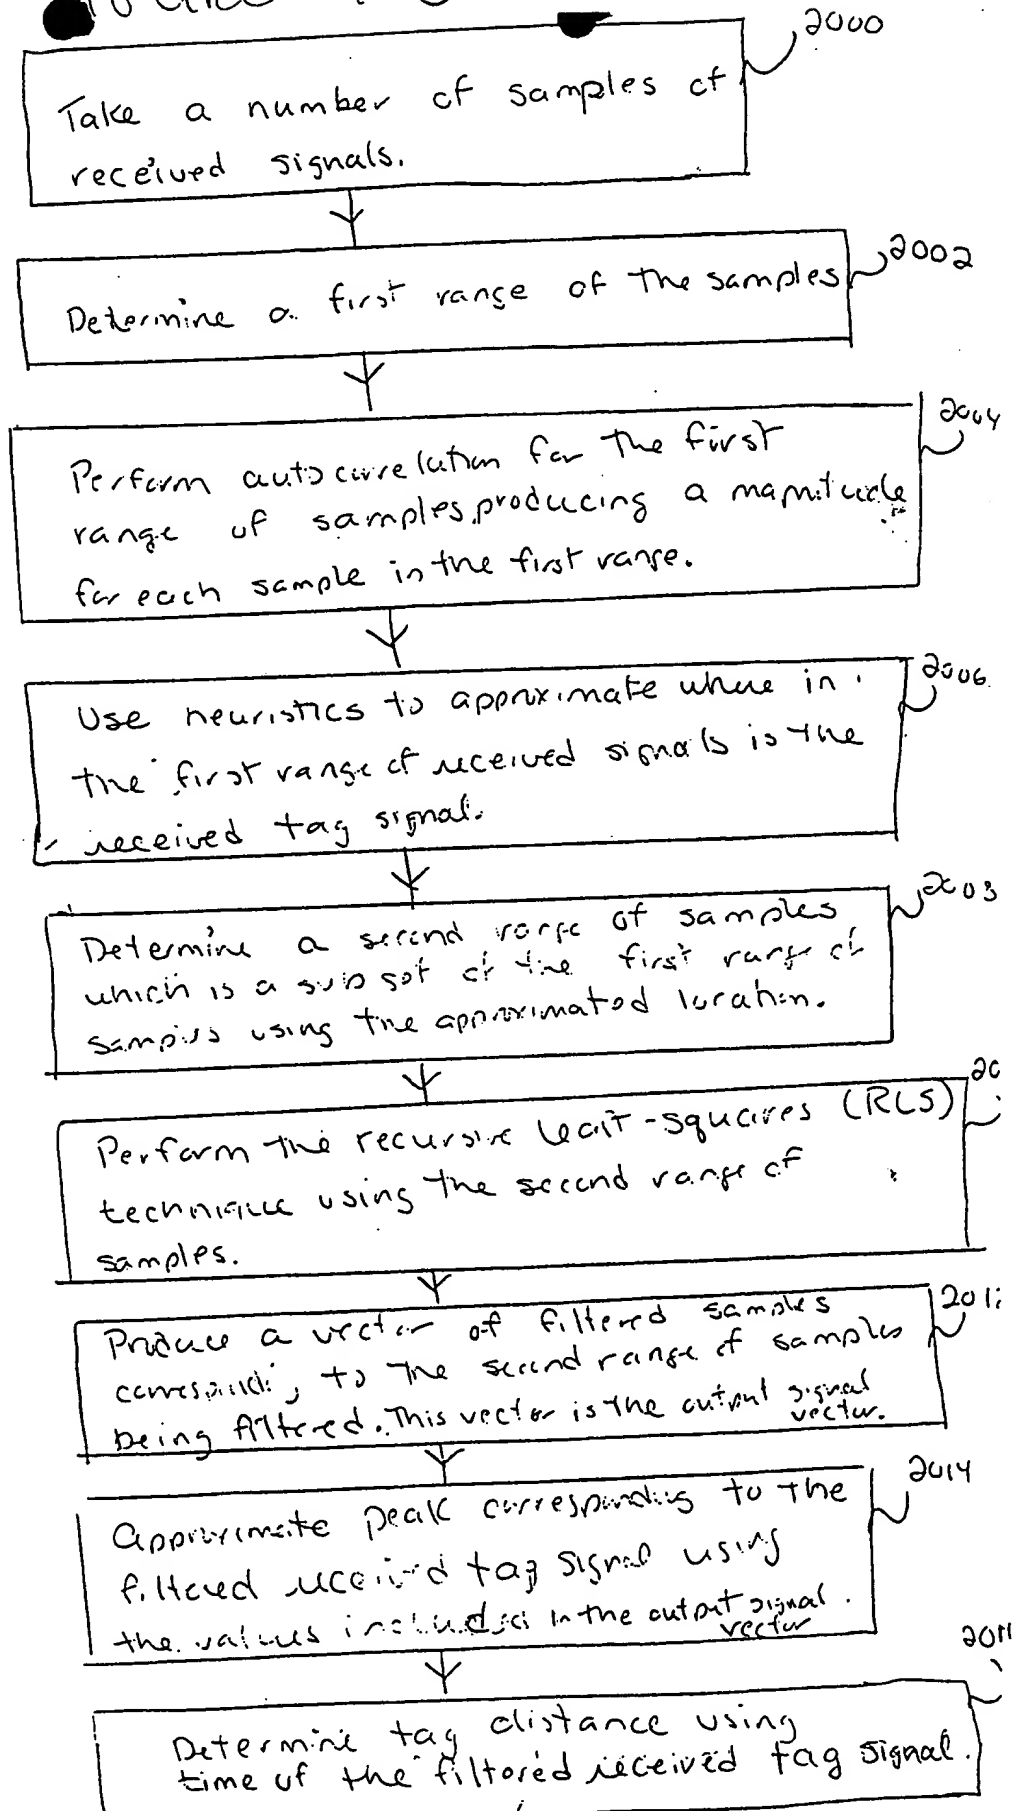 2000
Take a number of samples of
received signals.
2002
Determine a first range of the samples
2004
Perform autocorrelation for the first
range of samples producing a magnitude
for each sample in the first range.
2006
Use heuristics to approximate where in
the first range of received signals is the
received tag signal.
2008
Determine a second range of samples
which is a subset of the first range of
samples using the approximated location.
20
Perform the recursive least-squares (RLS)
technique using the second range of
samples.
201
Produce a vector of filtered samples
corresponding to the second range of samples
being filtered. This vector is the output signal
vector.
2014
Approximate peak corresponding to the
filtered received tag signal using
the values included in the output signal
vector
201
Determine tag distance using
time of the filtered received tag signal.